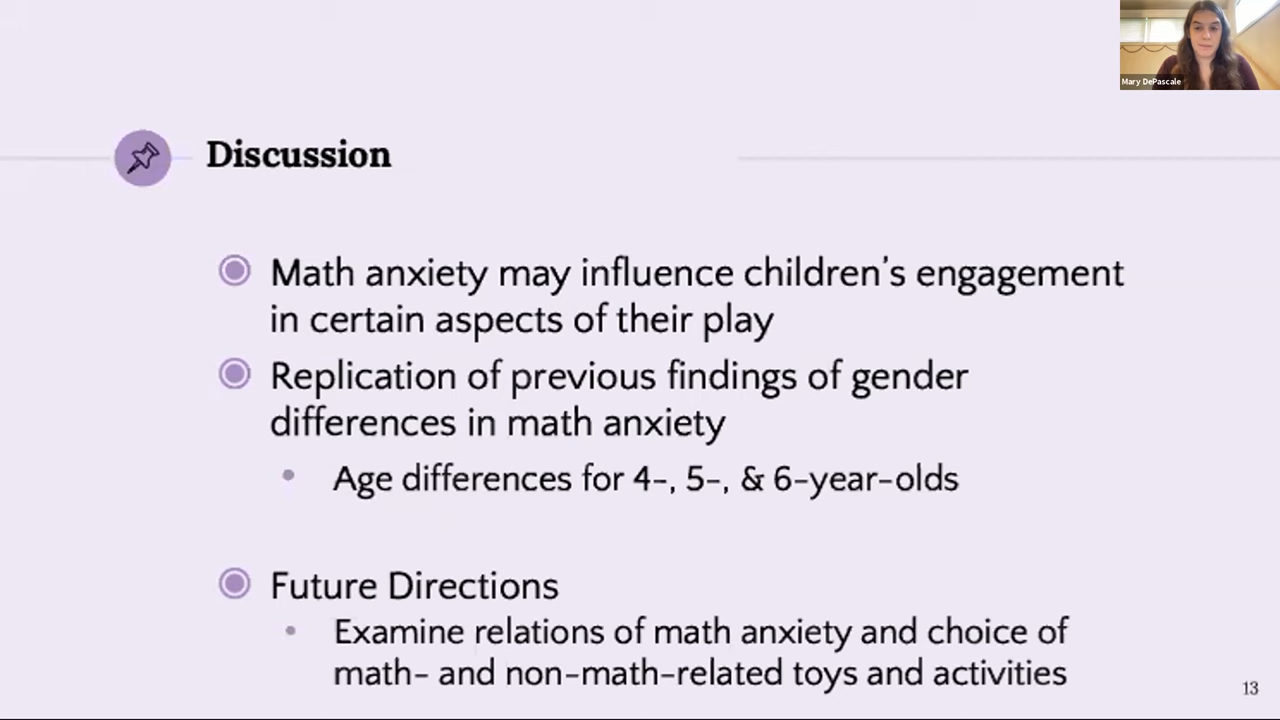 Mary DePascale
Discussion
Math anxiety may influence children's engagement
in certain aspects of their play
Replication of previous findings of gender
differences in math anxiety
Age differences for 4-, 5-, & 6-year-olds
Future Directions
Examine relations of math anxiety and choice of
math- and non-math-related toys and activities
13